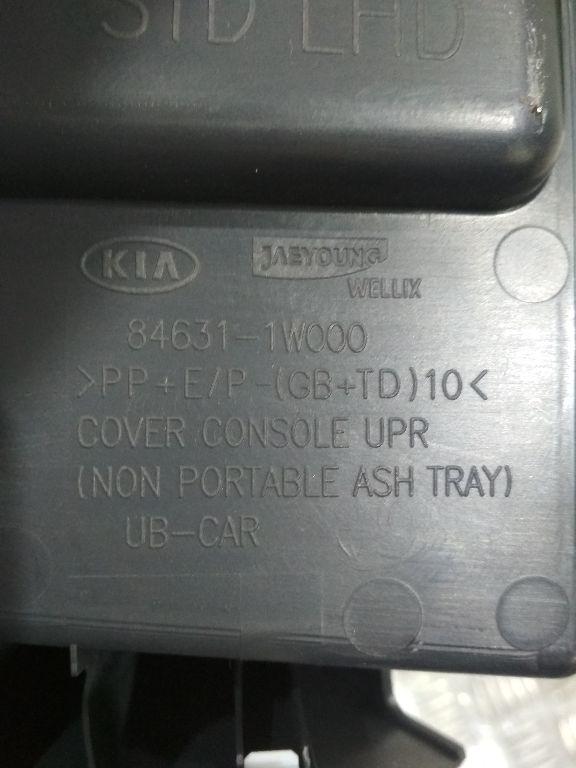 STD LHD
KIA JAEYOUNG
WELLIX
84631-1W000
>PP+E/P-(GB+TD)10<
COVER CONSOLE UPR
(NON PORTABLE ASH TRAY)
UB-CAR